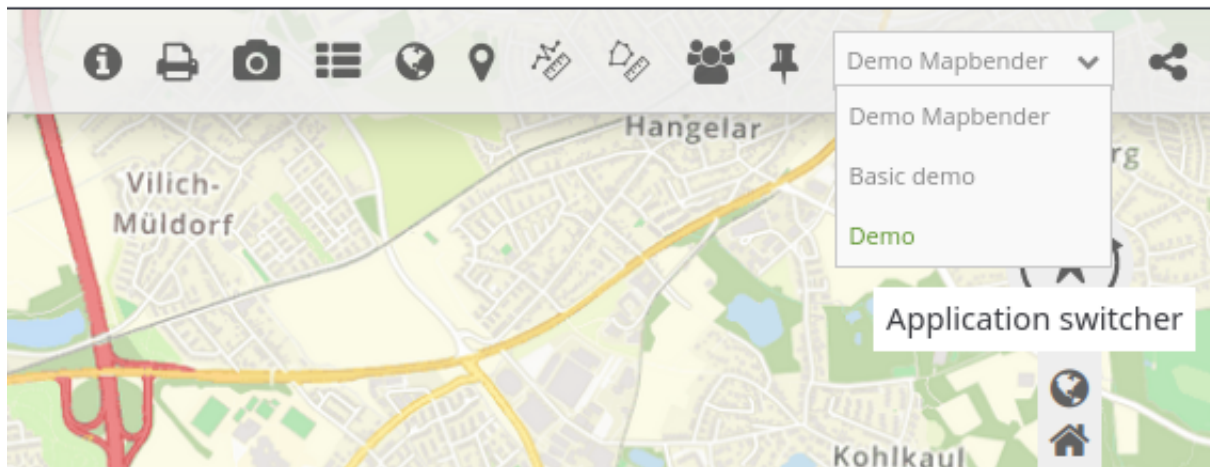 Demo Mapbender
Demo Mapbender
Basic demo
Demo
Hangelar
Vilich-
Müldorf
Application switcher
Kohlkaul